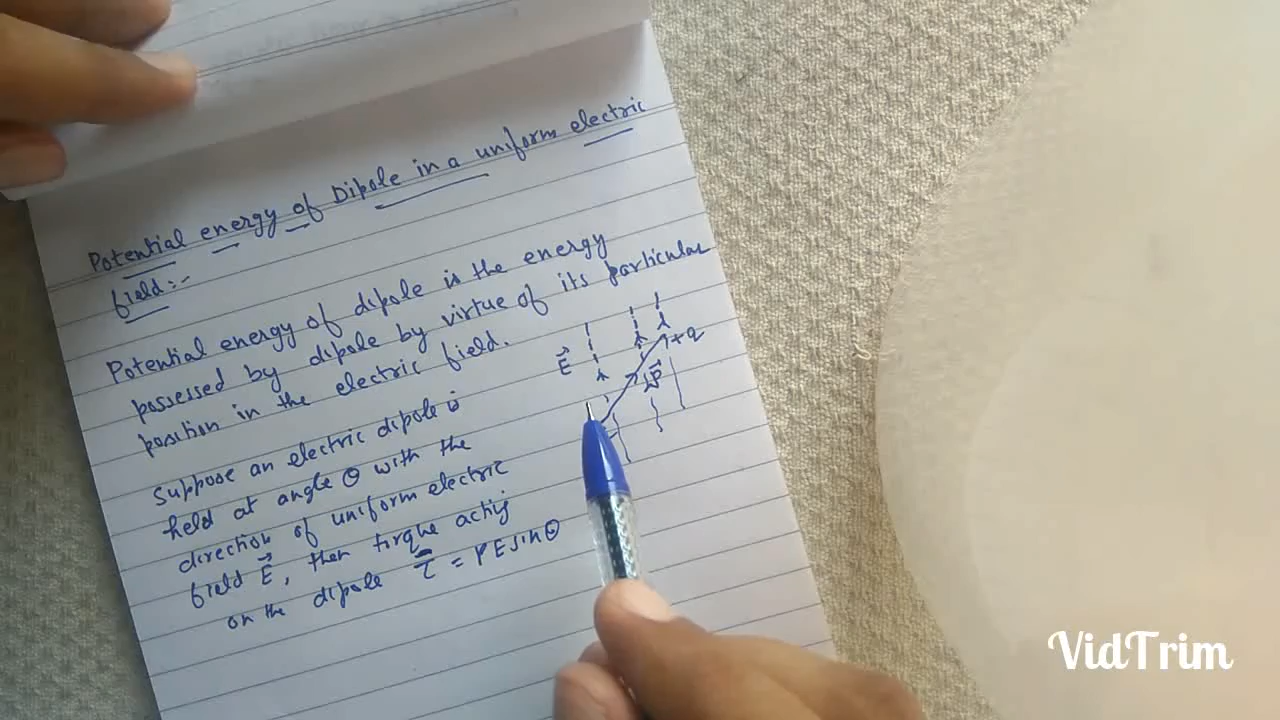 Potential energy of Dipole in a uniform electric
field:-
Potential energy of dipole is the energy
possessed by dipole by virtue of its particular
position in the electric field.
Suppose an electric dipole is
held at angle θ with the
direction of uniform electric
field E⃗, then torque actig
on the dipole τ⃗ = PE sinθ
E⃗
+q
P⃗
VidTrim